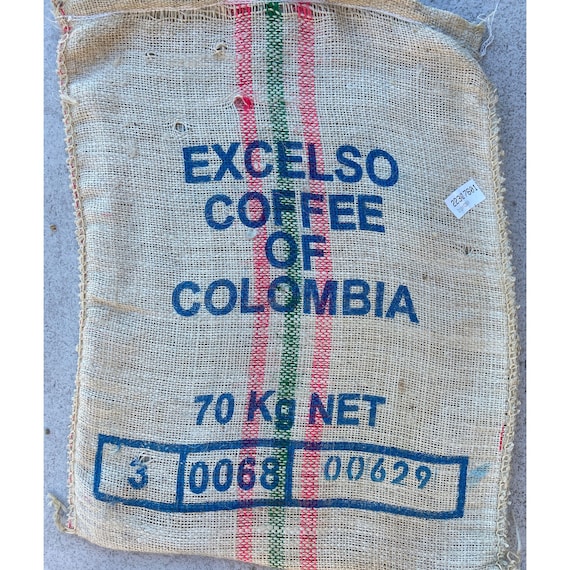 EXCELSO
COFFEE
OF
COLOMBIA
70 Kg NET
3 0068 00629